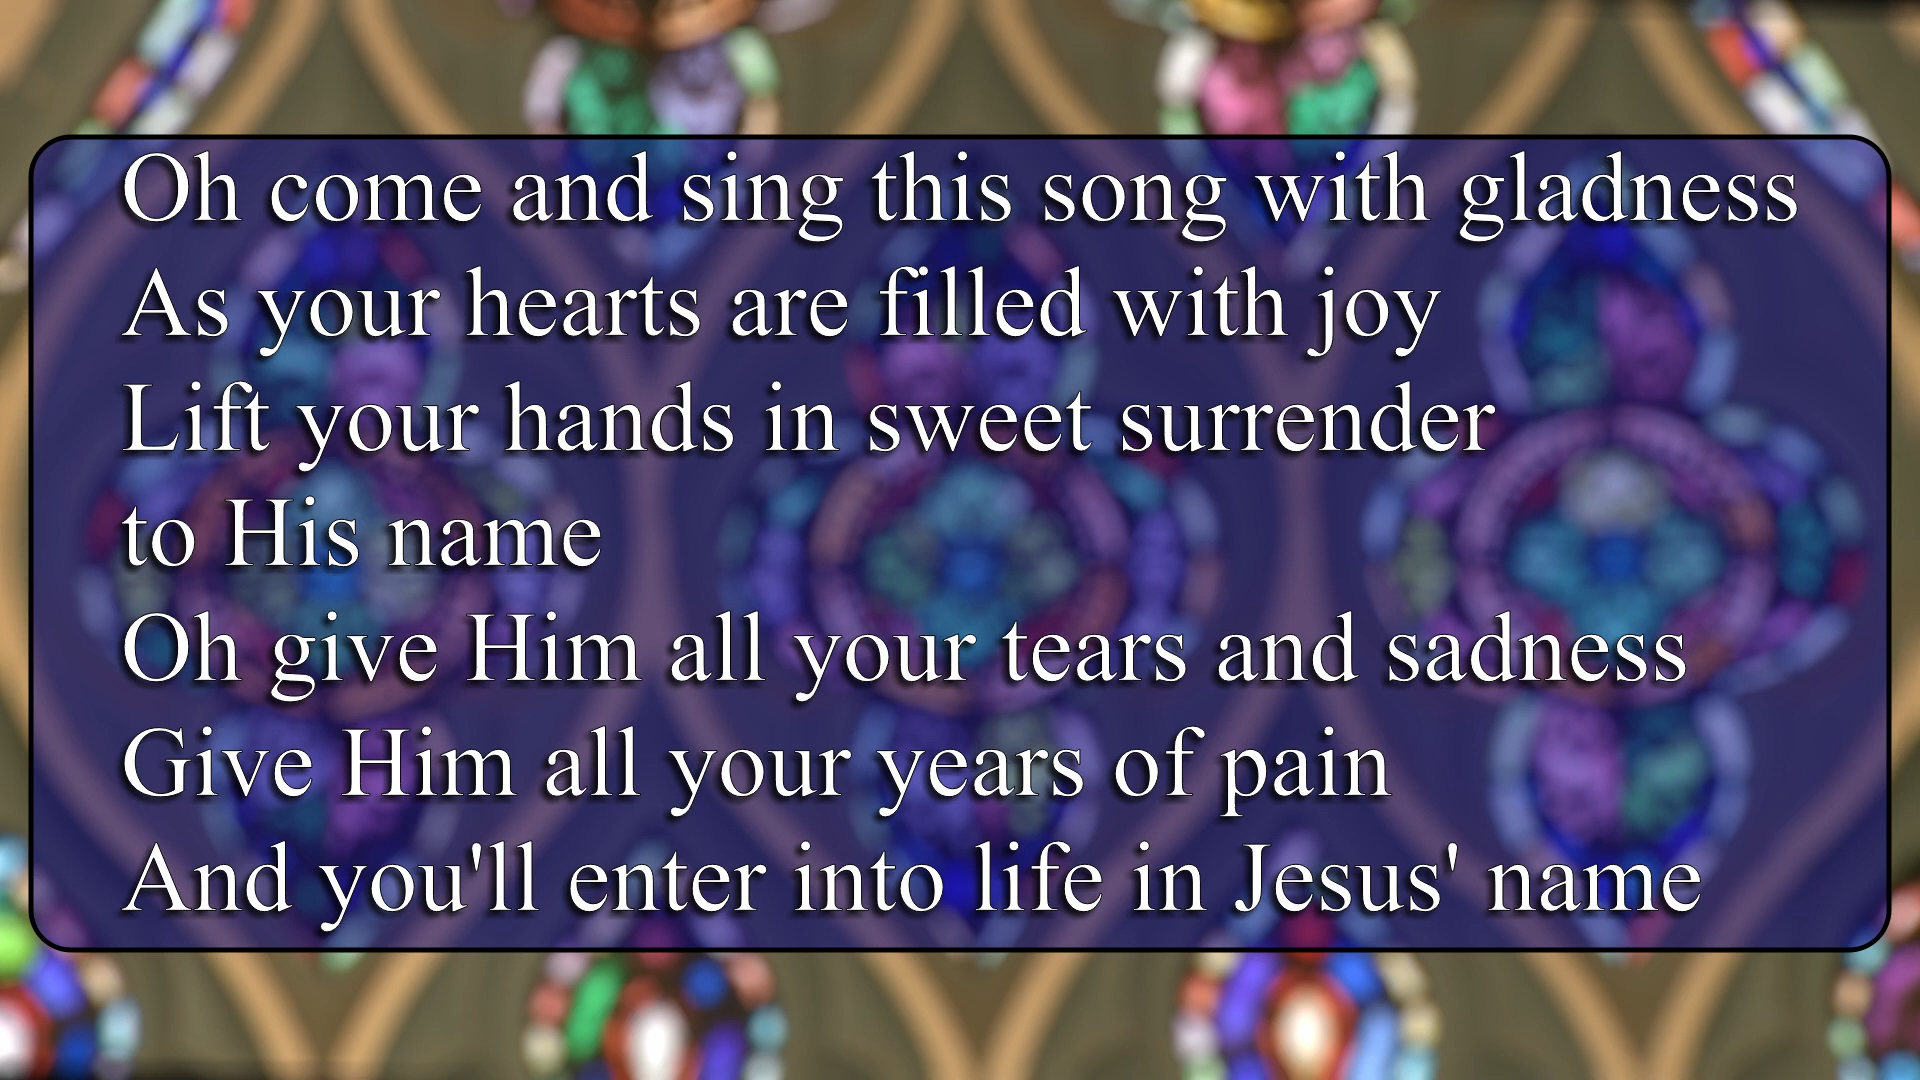 Oh come and sing this song with gladness
As your hearts are filled with joy
Lift your hands in sweet surrender
to His name
Oh give Him all your tears and sadness
Give Him all your years of pain
And you'll enter into life in Jesus' name